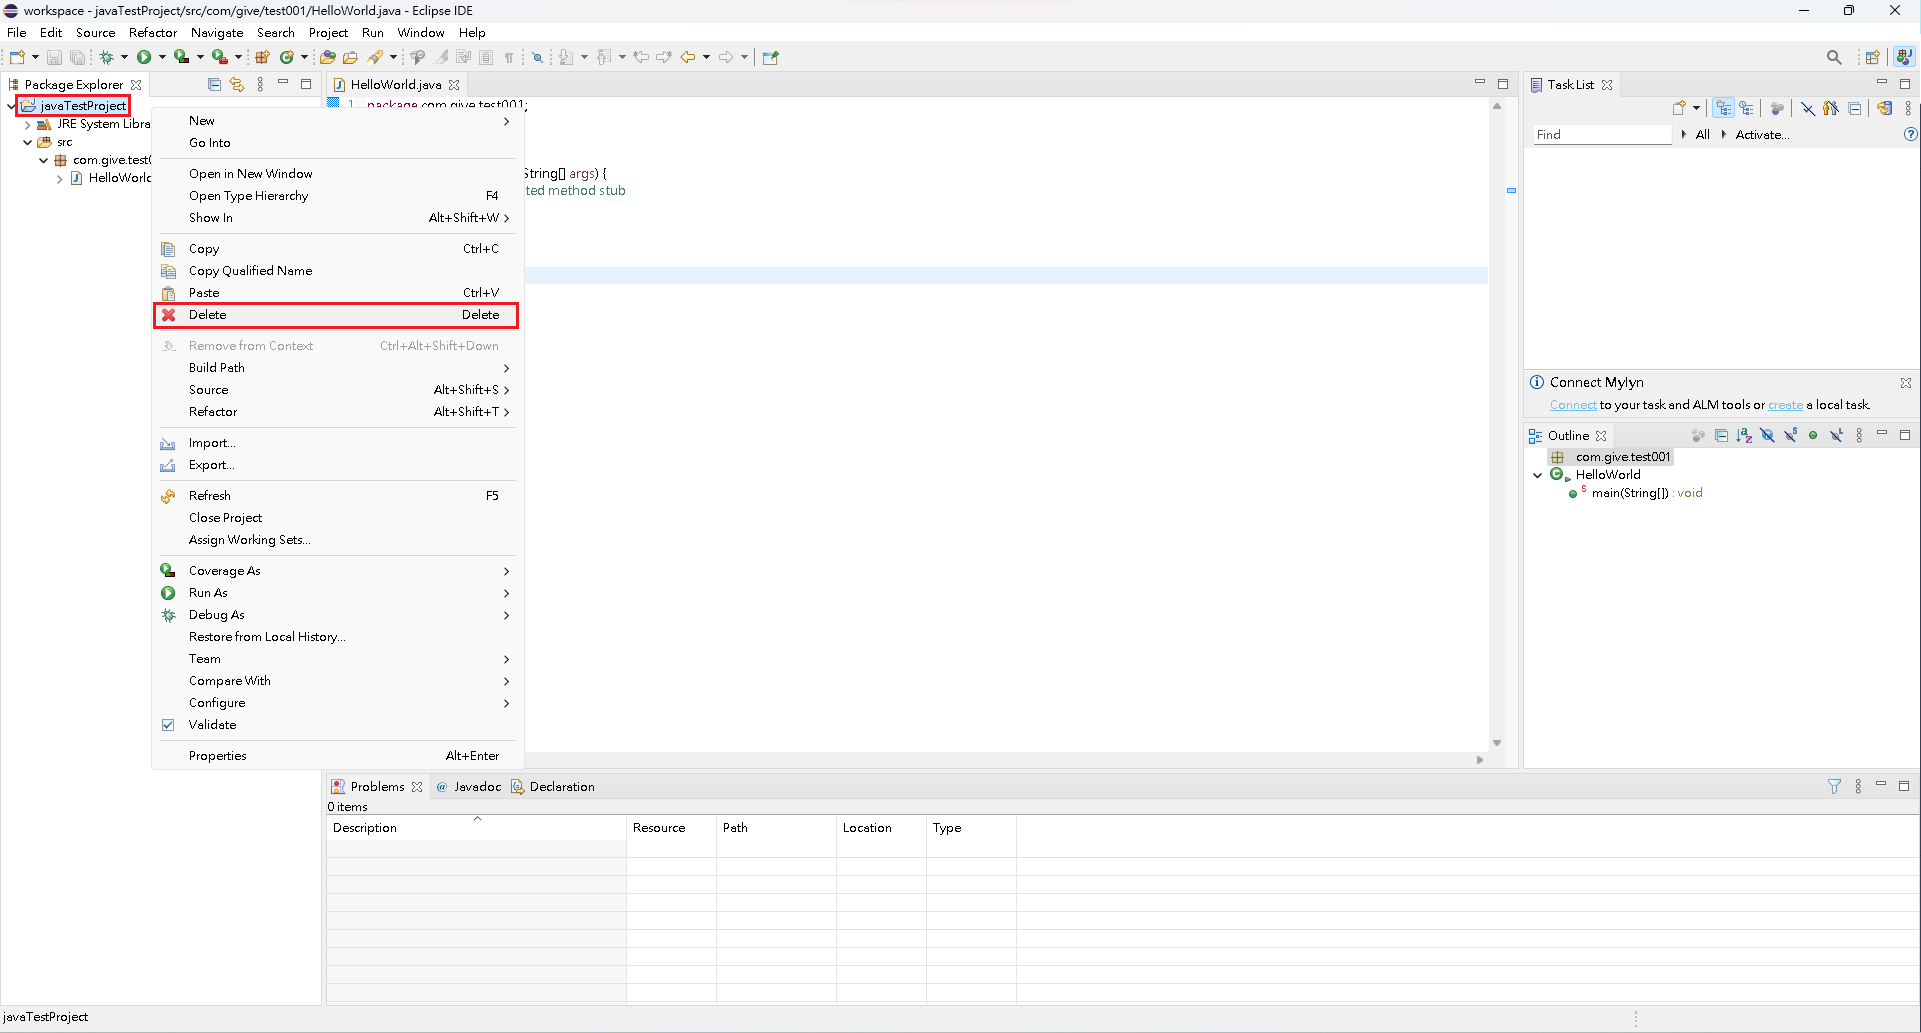 workspace - javaTestProject/src/com/give/test001/HelloWorld.java - Eclipse IDE
File Edit Source Refactor Navigate Search Project Run Window Help
Package Explorer
HelloWorld.java
Task List
javaTestProject
1 package com.give.test001;
JRE System Libra
src
com.give.test0
HelloWorld
New
Go Into
Open in New Window
Open Type Hierarchy F4
Show In Alt+Shift+W
Copy Ctrl+C
Copy Qualified Name
Paste Ctrl+V
Delete Delete
Remove from Context Ctrl+Alt+Shift+Down
Build Path
Source Alt+Shift+S
Refactor Alt+Shift+T
Import...
Export...
Refresh F5
Close Project
Assign Working Sets...
Coverage As
Run As
Debug As
Restore from Local History...
Team
Compare With
Configure
Validate
Properties Alt+Enter
String[] args) {
ted method stub
Find All Activate...
Connect Mylyn
Connect to your task and ALM tools or create a local task.
Outline
com.give.test001
HelloWorld
main(String[]) : void
Problems Javadoc Declaration
0 items
Description Resource Path Location Type
javaTestProject